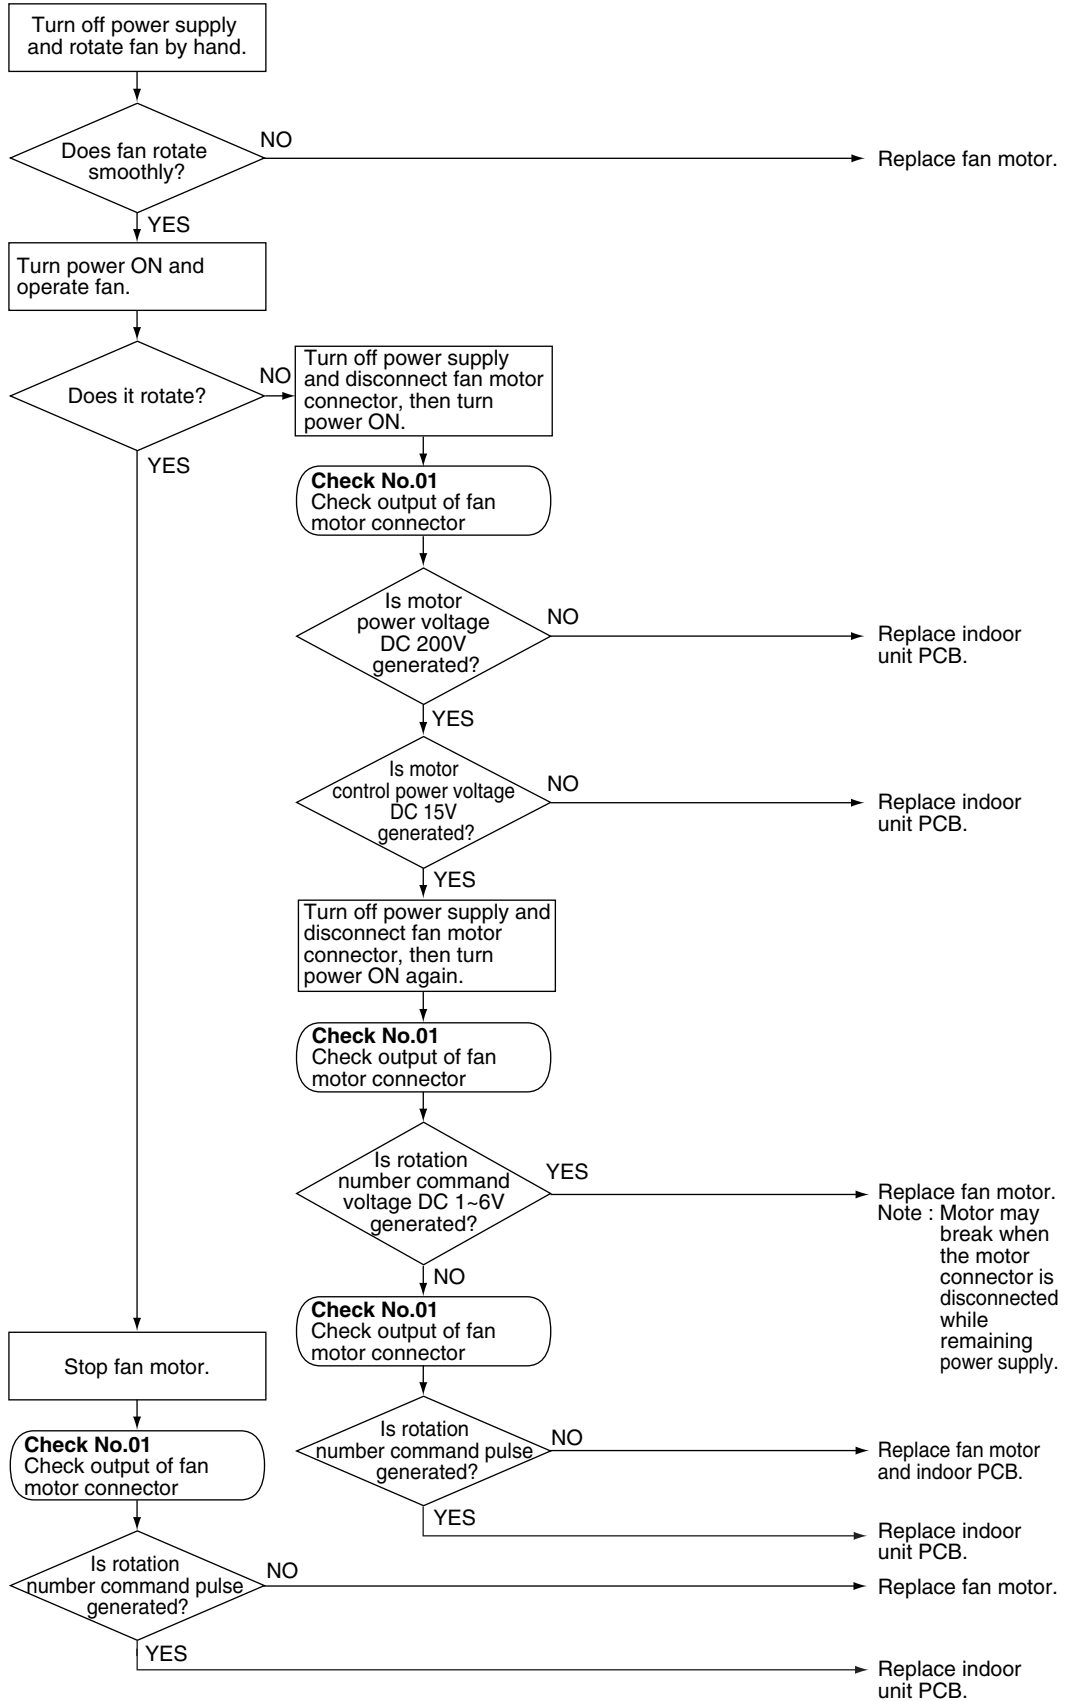 Turn off power supply
and rotate fan by hand.
Does fan rotate
smoothly?
NO
Replace fan motor.
YES
Turn power ON and
operate fan.
Does it rotate?
NO
Turn off power supply
and disconnect fan motor
connector, then turn
power ON.
YES
Check No.01
Check output of fan
motor connector
Is motor
power voltage
DC 200V
generated?
NO
Replace indoor
unit PCB.
YES
Is motor
control power voltage
DC 15V
generated?
NO
Replace indoor
unit PCB.
YES
Turn off power supply and
disconnect fan motor
connector, then turn
power ON again.
Check No.01
Check output of fan
motor connector
Is rotation
number command
voltage DC 1~6V
generated?
YES
Replace fan motor.
Note : Motor may
break when
the motor
connector is
disconnected
while
remaining
power supply.
NO
Check No.01
Check output of fan
motor connector
Is rotation
number command pulse
generated?
NO
Replace fan motor
and indoor PCB.
YES
Replace indoor
unit PCB.
Stop fan motor.
Check No.01
Check output of fan
motor connector
Is rotation
number command pulse
generated?
NO
Replace fan motor.
YES
Replace indoor
unit PCB.